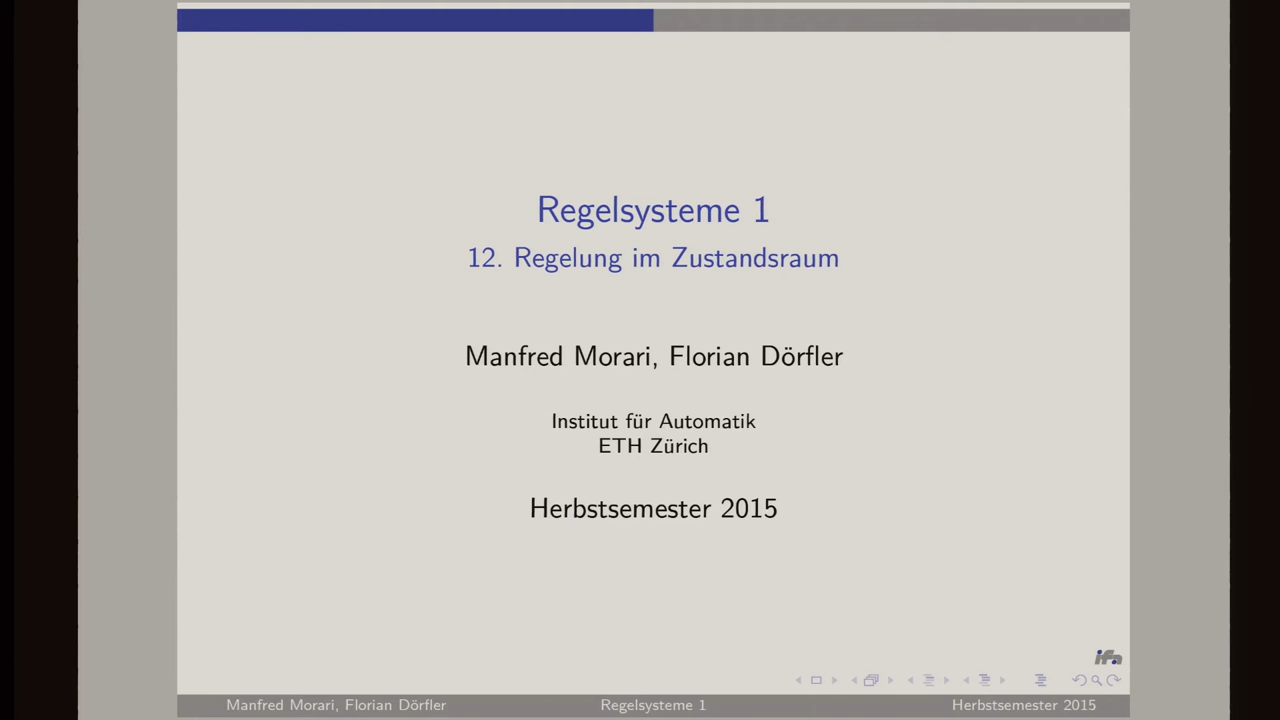 Regelsysteme 1
12. Regelung im Zustandsraum
Manfred Morari, Florian Dörfler
Institut für Automatik
ETH Zürich
Herbstsemester 2015
ifa
Manfred Morari, Florian Dörfler Regelsysteme 1 Herbstsemester 2015